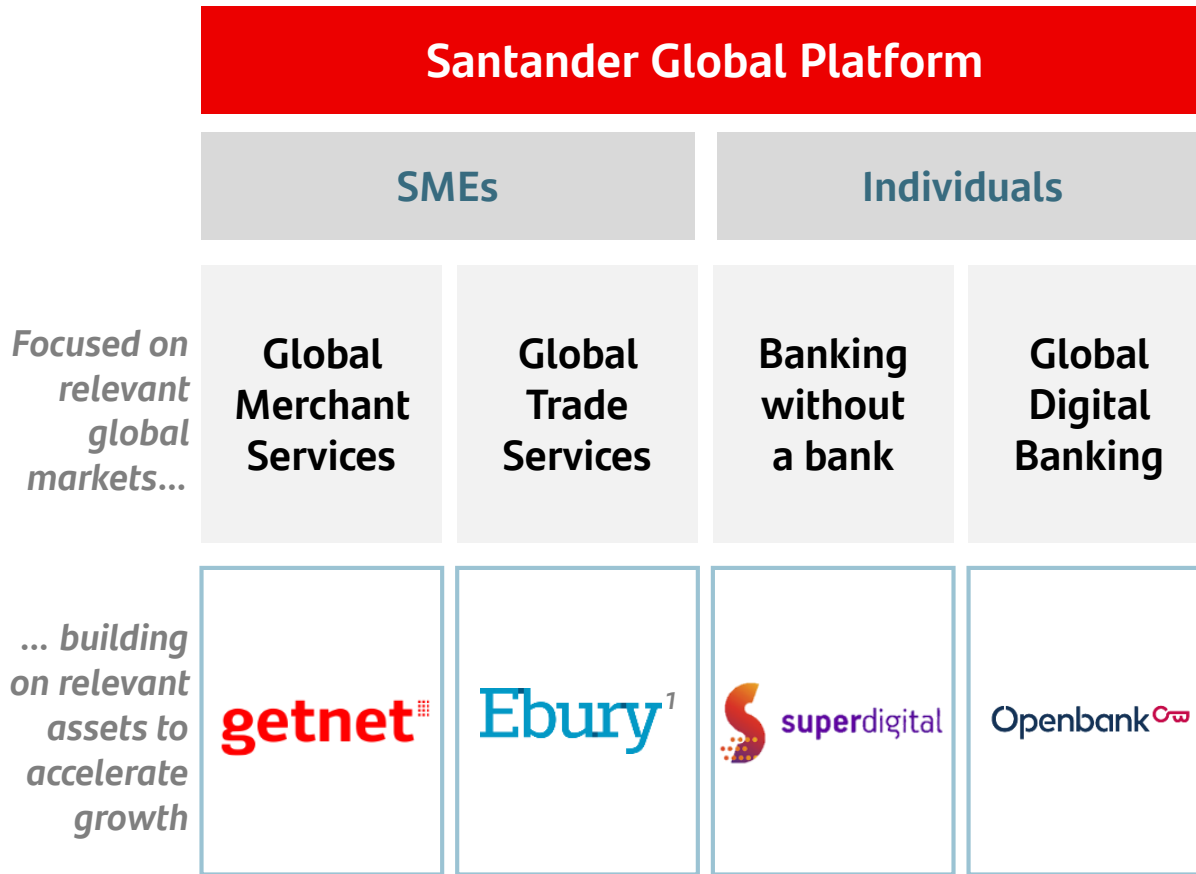 Santander Global Platform
SMEs
Individuals
Focused on
relevant
global
markets...
Global
Merchant
Services
Global
Trade
Services
Banking
without
a bank
Global
Digital
Banking
... building
on relevant
assets to
accelerate
growth
getnet
Ebury1
superdigital
Openbank